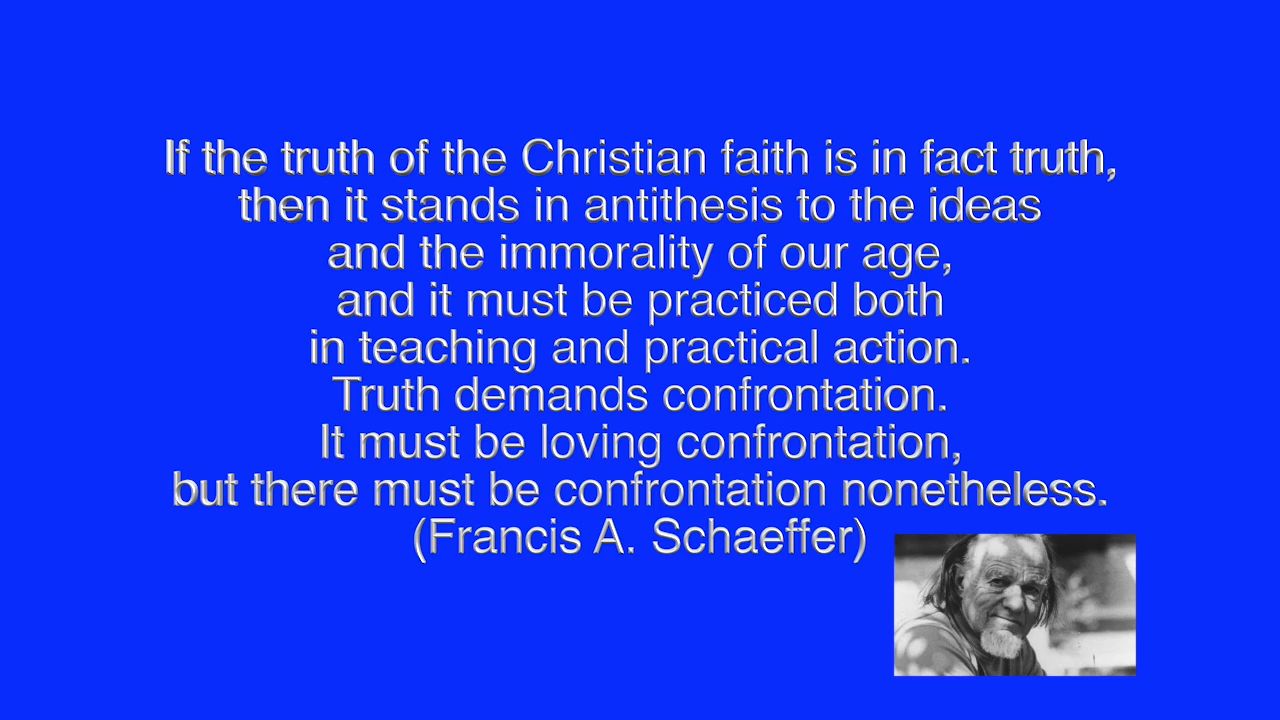 If the truth of the Christian faith is in fact truth,
then it stands in antithesis to the ideas
and the immorality of our age,
and it must be practiced both
in teaching and practical action.
Truth demands confrontation.
It must be loving confrontation,
but there must be confrontation nonetheless.
(Francis A. Schaeffer)